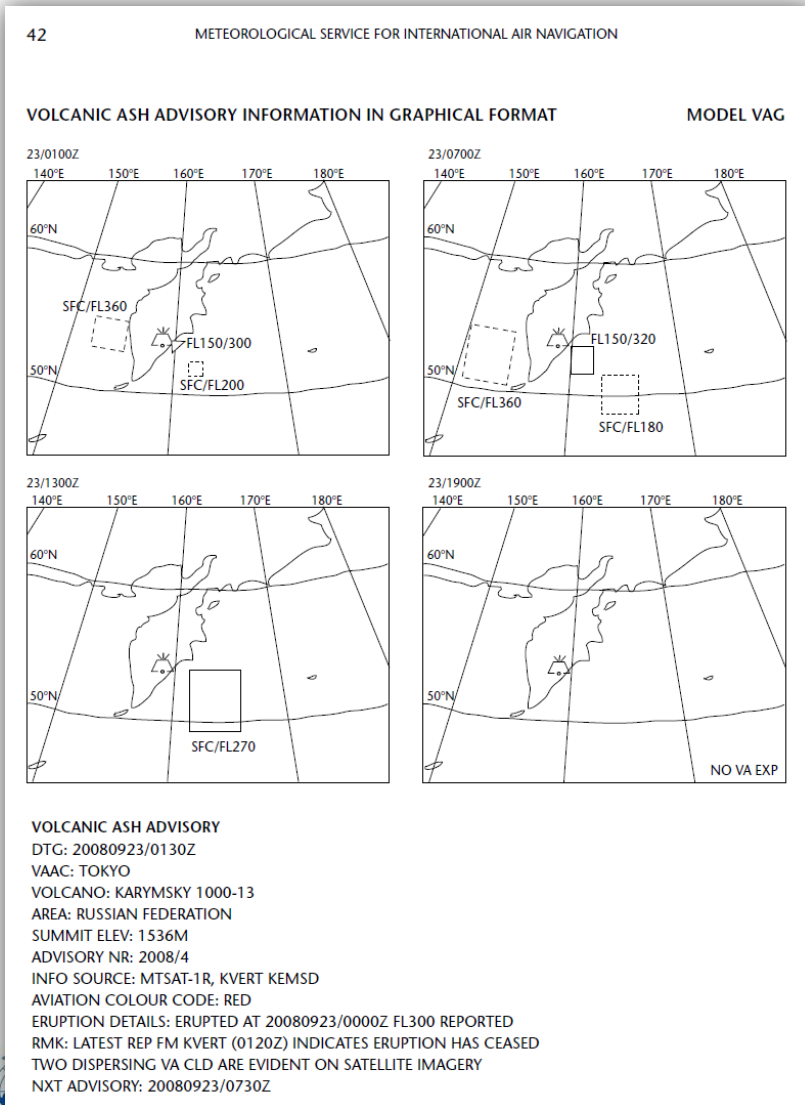 42 METEOROLOGICAL SERVICE FOR INTERNATIONAL AIR NAVIGATION
VOLCANIC ASH ADVISORY INFORMATION IN GRAPHICAL FORMAT MODEL VAG
23/0100Z
140°E 150°E 160°E 170°E 180°E
60°N
SFC/FL360
FL150/300
50°N
SFC/FL200
23/0700Z
140°E 150°E 160°E 170°E 180°E
60°N
FL150/320
50°N
SFC/FL360
SFC/FL180
23/1300Z
140°E 150°E 160°E 170°E 180°E
60°N
50°N
SFC/FL270
23/1900Z
140°E 150°E 160°E 170°E 180°E
60°N
50°N
NO VA EXP
VOLCANIC ASH ADVISORY
DTG: 20080923/0130Z
VAAC: TOKYO
VOLCANO: KARYMSKY 1000-13
AREA: RUSSIAN FEDERATION
SUMMIT ELEV: 1536M
ADVISORY NR: 2008/4
INFO SOURCE: MTSAT-1R, KVERT KEMSD
AVIATION COLOUR CODE: RED
ERUPTION DETAILS: ERUPTED AT 20080923/0000Z FL300 REPORTED
RMK: LATEST REP FM KVERT (0120Z) INDICATES ERUPTION HAS CEASED
TWO DISPERSING VA CLD ARE EVIDENT ON SATELLITE IMAGERY
NXT ADVISORY: 20080923/0730Z